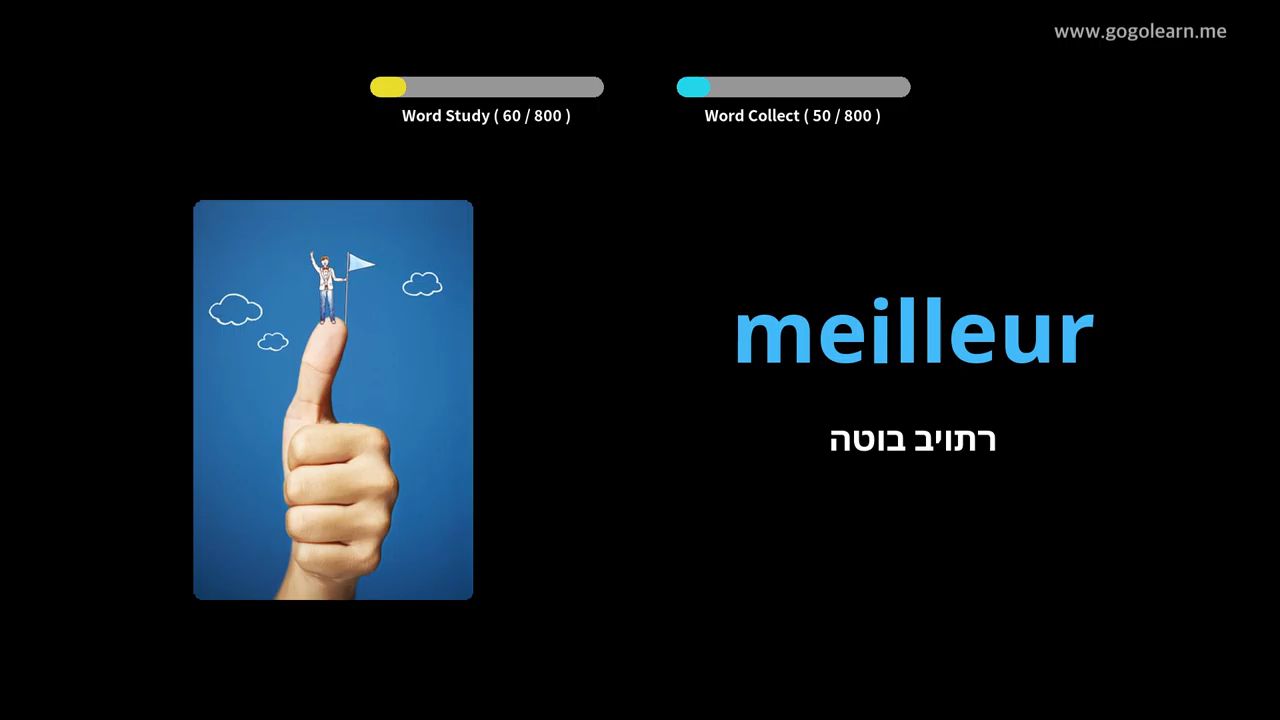 www.gogolearn.me
Word Study ( 60 / 800 )
Word Collect ( 50 / 800 )
meilleur
רתויב בוטה